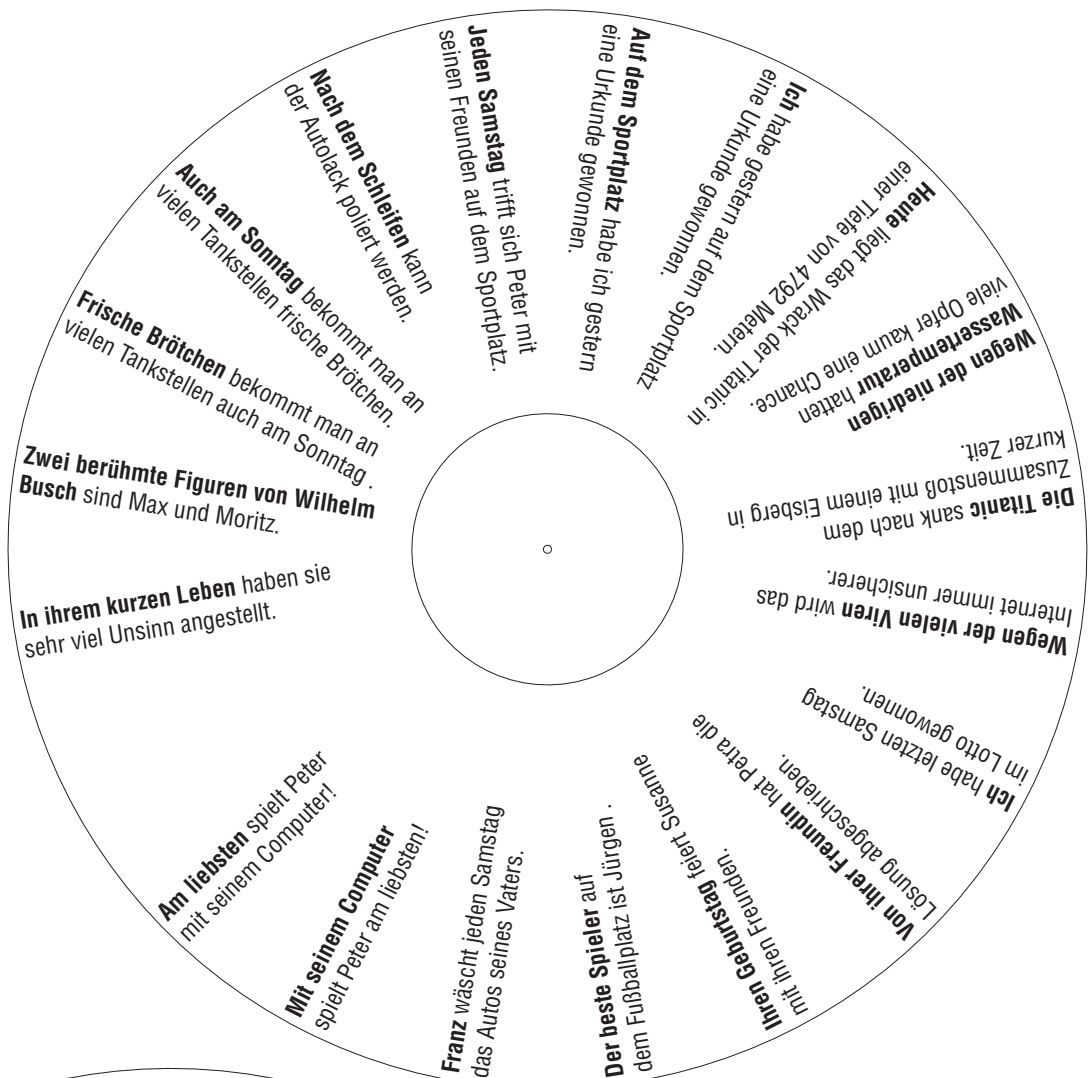 Jeden Samstag trifft sich Peter mit
seinen Freunden auf dem Sportplatz.
Auf dem Sportplatz habe ich gestern
eine Urkunde gewonnen.
Ich habe gestern auf dem Sportplatz
eine Urkunde gewonnen.
Heute liegt das Wrack der Titanic in
einer Tiefe von 4792 Metern.
Wegen der niedrigen
Wassertemperatur hatten
viele Opfer kaum eine Chance.
Die Titanic sank nach dem
Zusammenstoß mit einem Eisberg in
kurzer Zeit.
Wegen der vielen Viren wird das
Internet immer unsicherer.
Ich habe letzten Samstag
im Lotto gewonnen.
Von ihrer Freundin hat Petra die
Lösung abgeschrieben.
Ihren Geburtstag feiert Susanne
mit ihren Freunden.
Der beste Spieler auf
dem Fußballplatz ist Jürgen .
Franz wäscht jeden Samstag
das Autos seines Vaters.
Mit seinem Computer
spielt Peter am liebsten!
Am liebsten spielt Peter
mit seinem Computer!
In ihrem kurzen Leben haben sie
sehr viel Unsinn angestellt.
Zwei berühmte Figuren von Wilhelm
Busch sind Max und Moritz.
Frische Brötchen bekommt man an
vielen Tankstellen auch am Sonntag .
Auch am Sonntag bekommt man an
vielen Tankstellen frische Brötchen.
Nach dem Schleifen kann
der Autolack poliert werden.